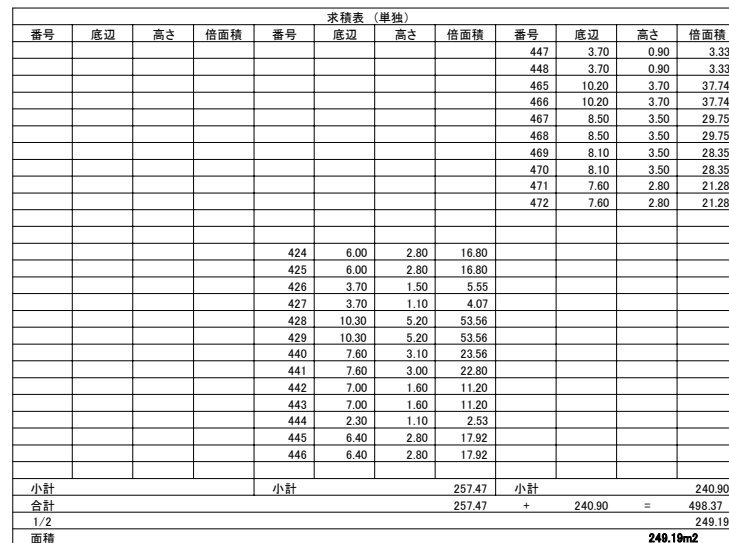 求積表 (単独)
番号 底辺 高さ 倍面積 番号 底辺 高さ 倍面積 番号 底辺 高さ 倍面積
447 3.70 0.90 3.33
448 3.70 0.90 3.33
465 10.20 3.70 37.74
466 10.20 3.70 37.74
467 8.50 3.50 29.75
468 8.50 3.50 29.75
469 8.10 3.50 28.35
470 8.10 3.50 28.35
471 7.60 2.80 21.28
472 7.60 2.80 21.28
424 6.00 2.80 16.80
425 6.00 2.80 16.80
426 3.70 1.50 5.55
427 3.70 1.10 4.07
428 10.30 5.20 53.56
429 10.30 5.20 53.56
440 7.60 3.10 23.56
441 7.60 3.00 22.80
442 7.00 1.60 11.20
443 7.00 1.60 11.20
444 2.30 1.10 2.53
445 6.40 2.80 17.92
446 6.40 2.80 17.92
小計 小計 257.47 小計 240.90
合計 257.47 + 240.90 = 498.37
1/2 249.19
面積 249.19m2